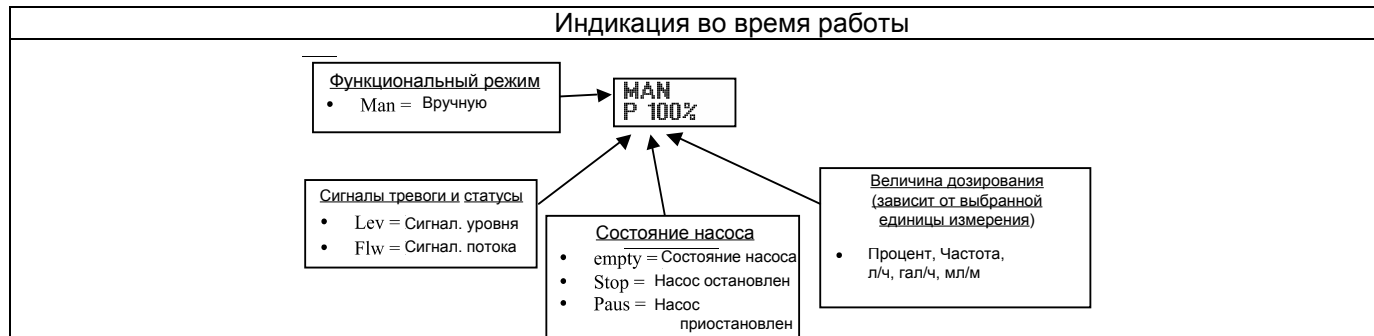 Индикация во время работы
Функциональный режим
• Man = Вручную
MAN
P 100%
Сигналы тревоги и статусы
• Lev = Сигнал. уровня
• Flw = Сигнал. потока
Состояние насоса
• empty = Состояние насоса
• Stop = Насос остановлен
• Paus = Насос
приостановлен
Величина дозирования
(зависит от выбранной
единицы измерения)
• Процент, Частота,
л/ч, гал/ч, мл/м